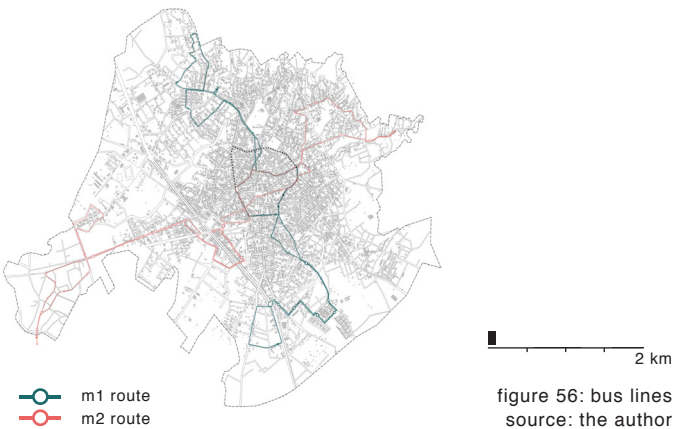 2 km
m1 route
m2 route
figure 56: bus lines
source: the author